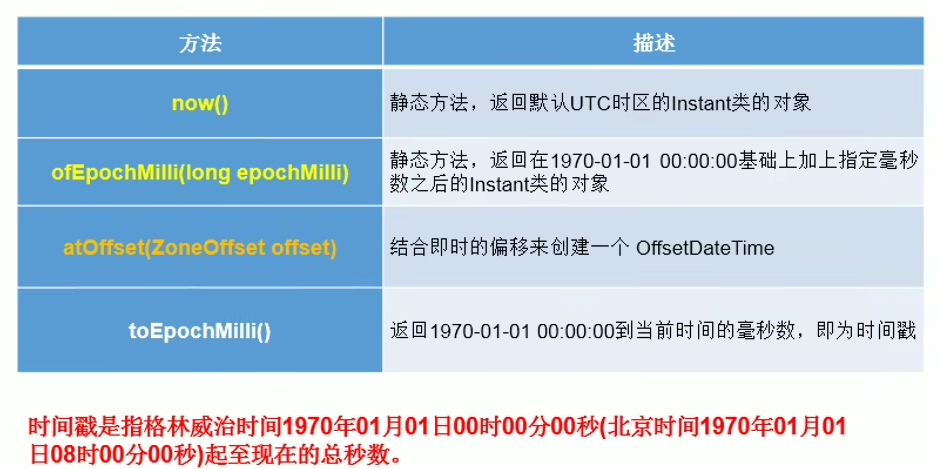 方法 描述
now() 静态方法，返回默认UTC时区的Instant类的对象
ofEpochMilli(long epochMilli) 静态方法，返回在1970-01-01 00:00:00基础上加上指定毫秒
数之后的Instant类的对象
atOffset(ZoneOffset offset) 结合即时的偏移来创建一个 OffsetDateTime
toEpochMilli() 返回1970-01-01 00:00:00到当前时间的毫秒数，即为时间戳
时间戳是指格林威治时间1970年01月01日00时00分00秒(北京时间1970年01月01
日08时00分00秒)起至现在的总秒数。